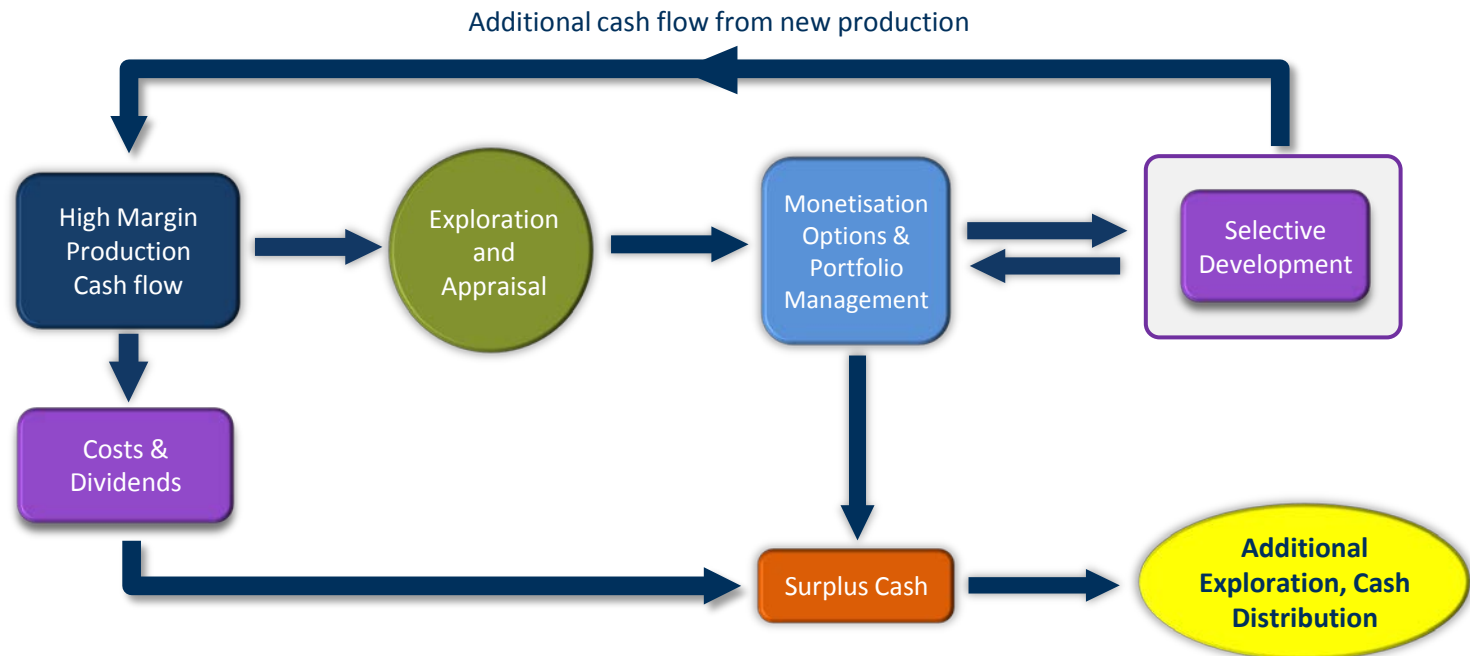 Additional cash flow from new production
High Margin
Production
Cash flow
Exploration
and
Appraisal
Monetisation
Options &
Portfolio
Management
Selective
Development
Costs &
Dividends
Surplus Cash
Additional
Exploration, Cash
Distribution